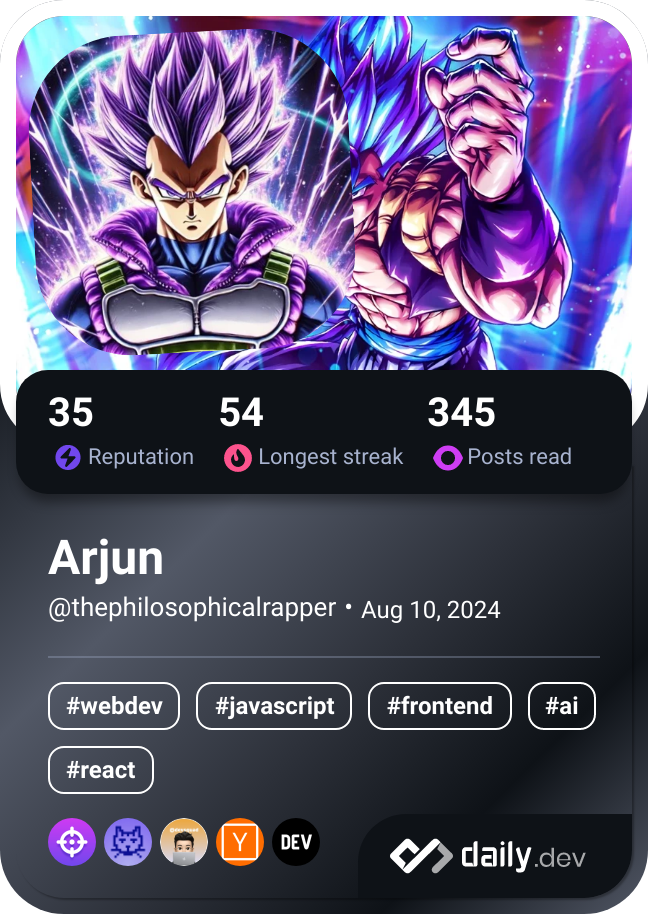 35 54 345
Reputation Longest streak Posts read
Arjun
@thephilosophicalrapper • Aug 10, 2024
#webdev #javascript #frontend #ai
#react
Y DEV daily.dev